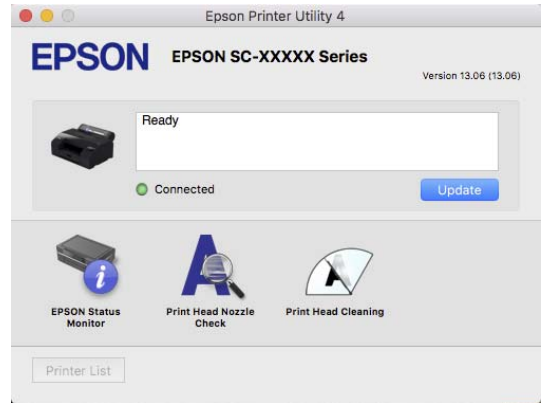 Epson Printer Utility 4
EPSON
EPSON SC-XXXXX Series
Version 13.06 (13.06)
Ready
Connected
Update
EPSON Status
Monitor
Print Head Nozzle
Check
Print Head Cleaning
Printer List